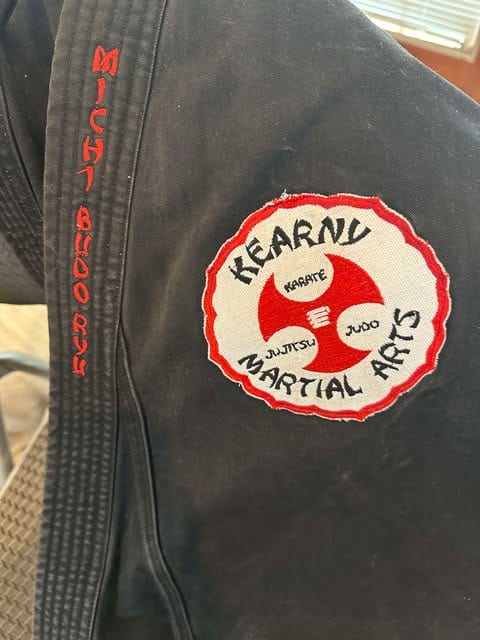 MICHI BUDO RYU
KEARNY
KARATE
JUJITSU
JUDO
MARTIAL ARTS